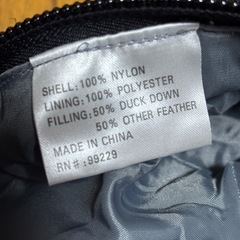 SHELL: 100% NYLON
LINING: 100% POLYESTER
FILLING: 50% DUCK DOWN
50% OTHER FEATHER
MADE IN CHINA
RN#: 99229